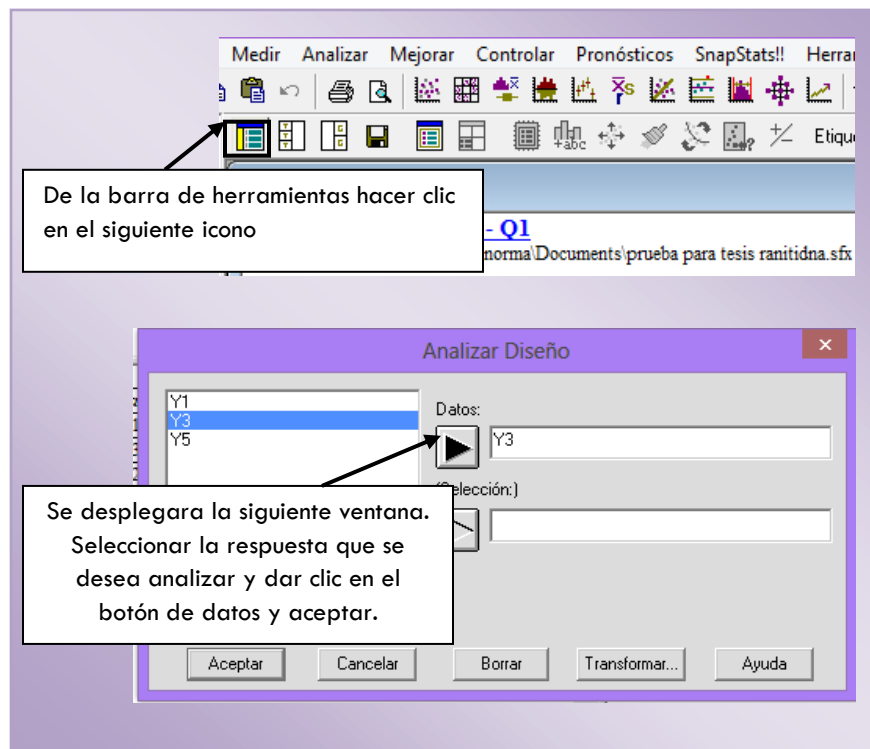 Medir Analizar Mejorar Controlar Pronósticos SnapStats!!
Etiqu
De la barra de herramientas hacer clic
en el siguiente icono
- Q1
norma\Documents\prueba para tesis ranitidna.sfx
Analizar Diseño
Y1
Y3
Y5
Datos:
Y3
Se desplegara la siguiente ventana.
Seleccionar la respuesta que se
desea analizar y dar clic en el
botón de datos y aceptar.
Aceptar Cancelar Borrar Transformar... Ayuda